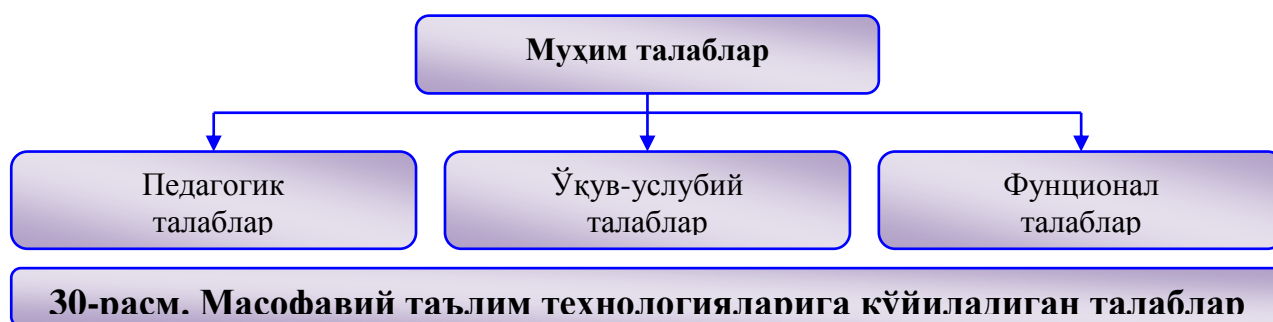 Муҳим талаблар
Педагогик
талаблар
Ўқув-услубий
талаблар
Фунционал
талаблар
30-расм. Масофавий таълим технологияларига қўйиладиган талаблар